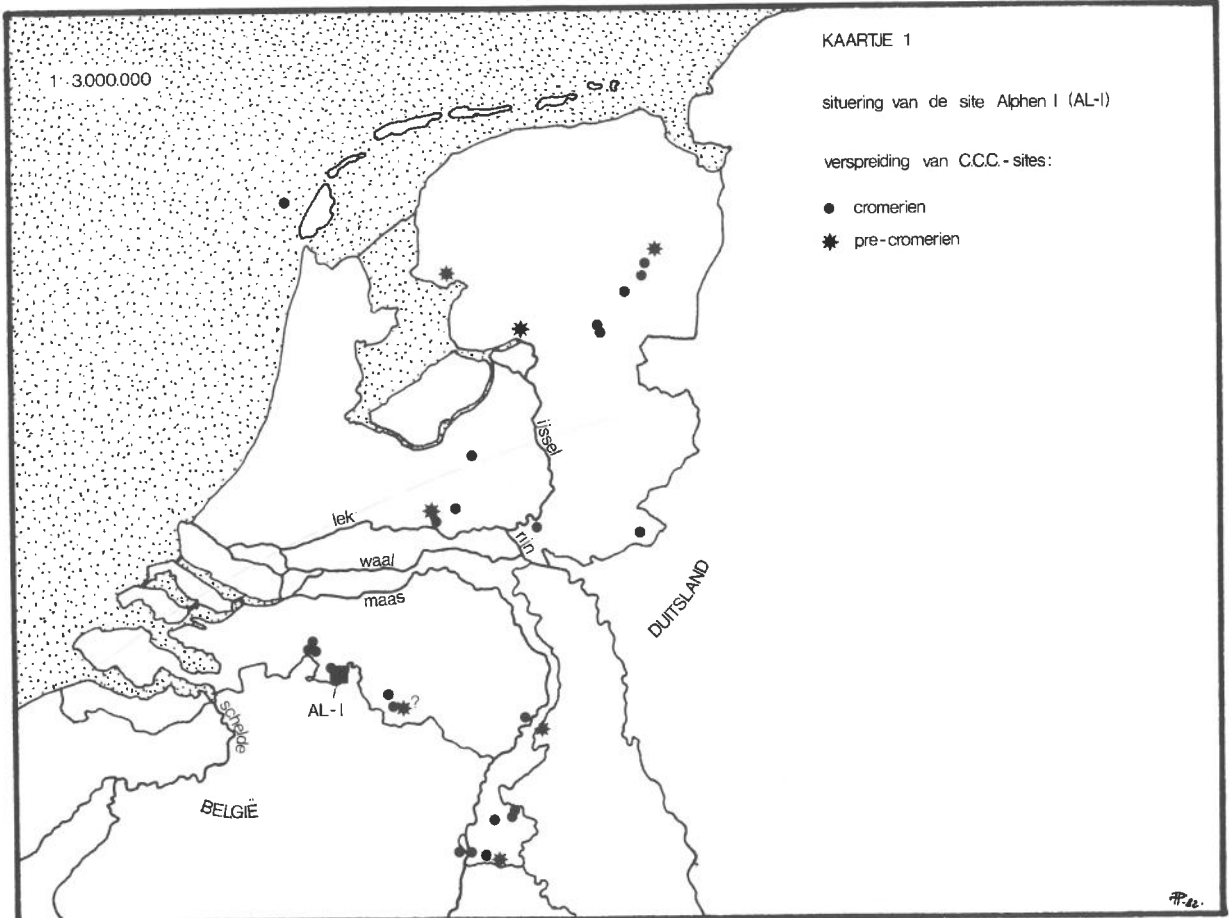 1: 3.000.000
KAARTJE 1
situering van de site Alphen I (AL-I)
verspreiding van C.C.C.-sites:
cromerien
pre-cromerien
ijssel
lek
rijn
waal
maas
DUITSLAND
?
AL-I
schelde
BELGIË